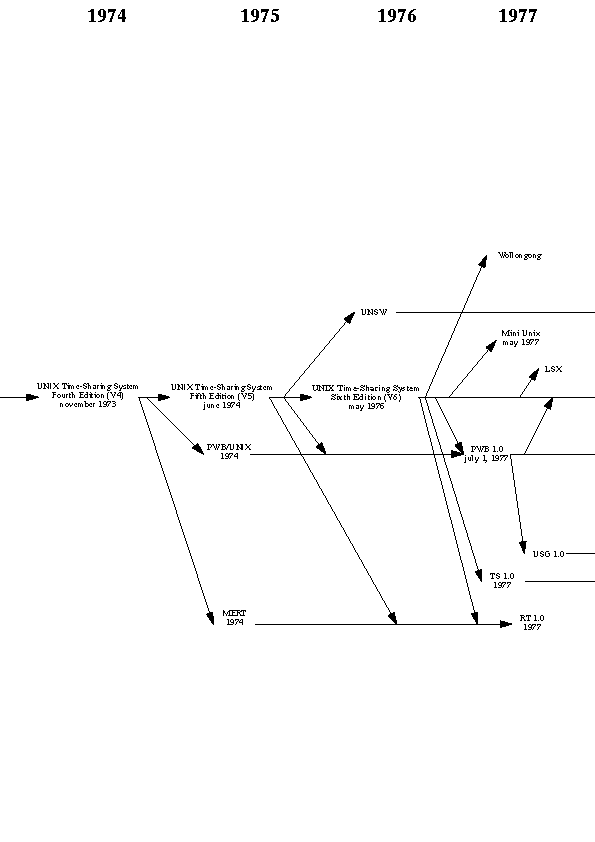 1974 1975 1976 1977
Wollongong
UNSW
Mini Unix
may 1977
LSX
UNIX Time-Sharing System
Fourth Edition (V4)
november 1973
UNIX Time-Sharing System
Fifth Edition (V5)
june 1974
UNIX Time-Sharing System
Sixth Edition (V6)
may 1976
PWB/UNIX
1974
PWB 1.0
july 1, 1977
USG 1.0
TS 1.0
1977
MERT
1974
RT 1.0
1977